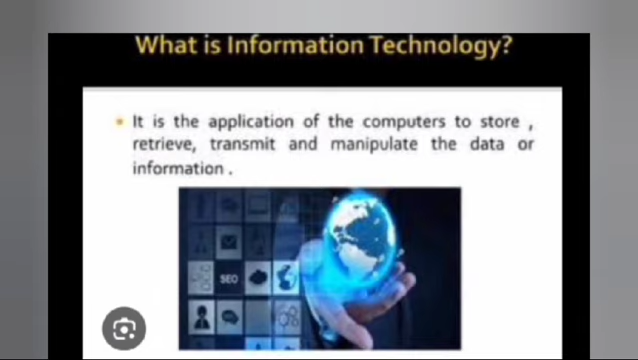 What is Information Technology?
It is the application of the computers to store ,
retrieve, transmit and manipulate the data or
information .
SEO